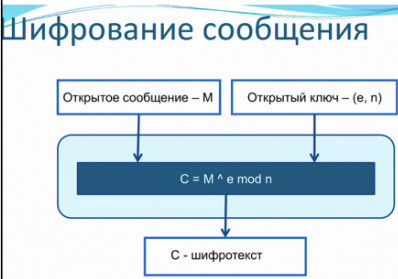 Шифрование сообщения
Открытое сообщение – M
Открытый ключ – (e, n)
C = M ^ e mod n
C - шифротекст